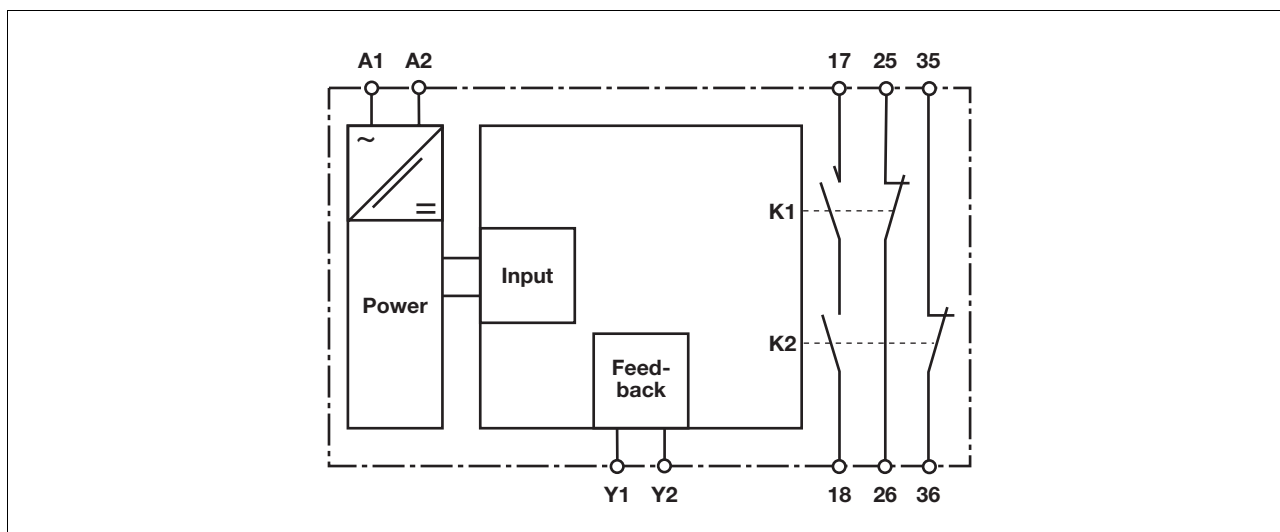 A1 A2 17 25 35
~
=
K1
Input
Power
K2
Feed-
back
Y1 Y2 18 26 36